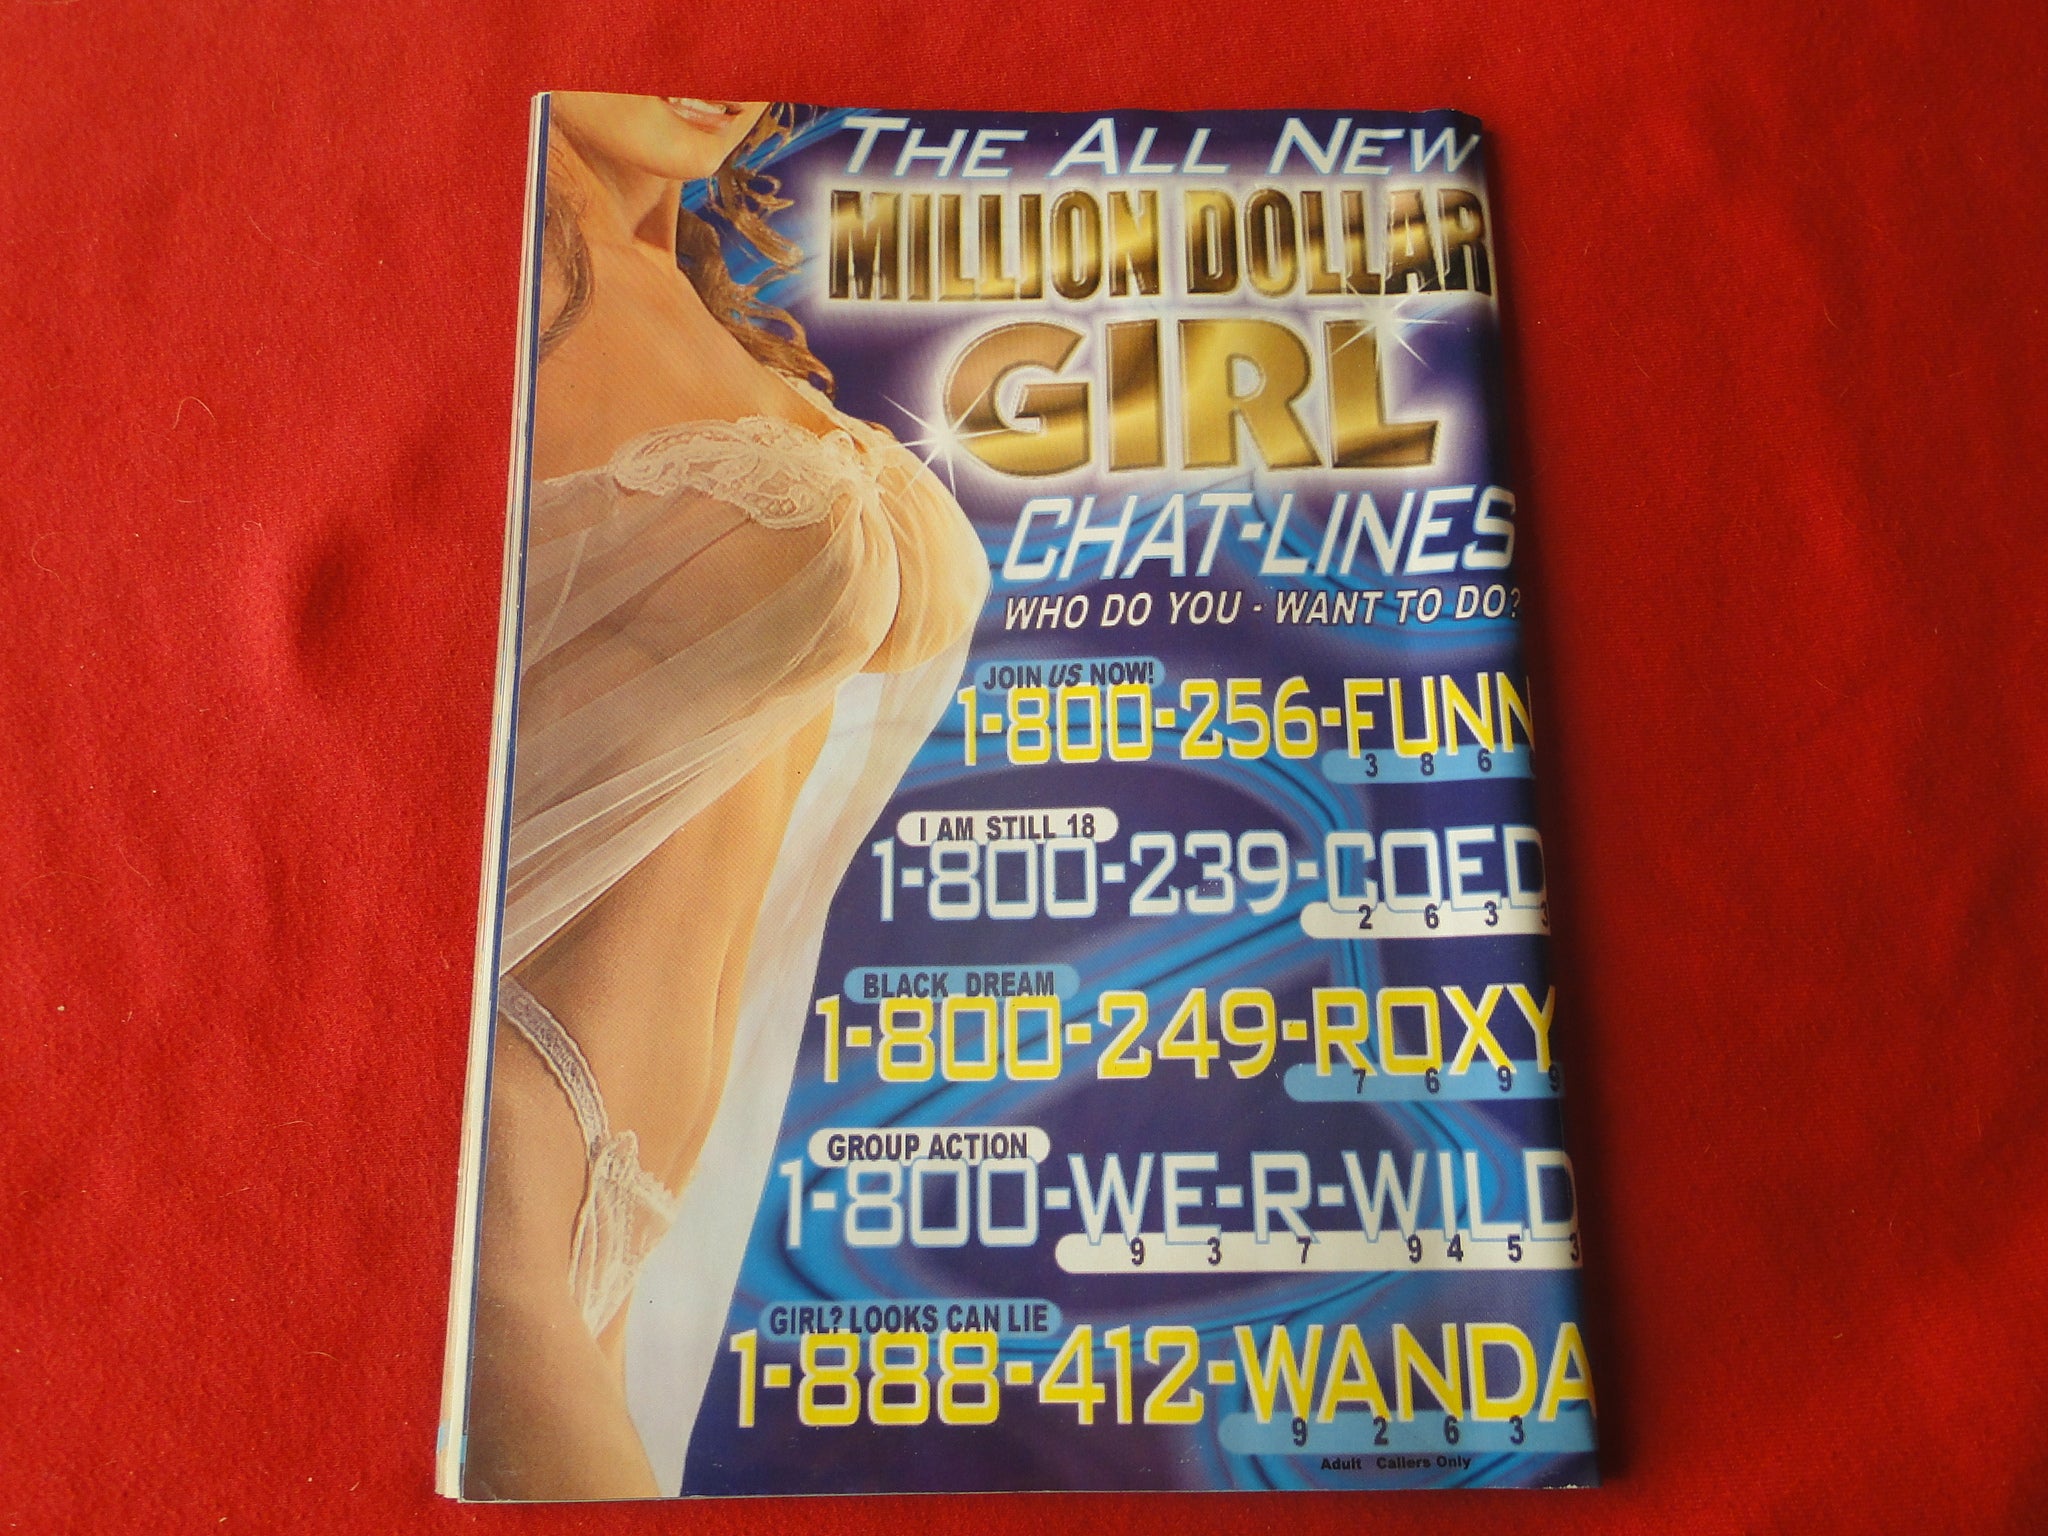 THE ALL NEW
MILLION DOLLAR
GIRL
CHAT-LINES
WHO DO YOU - WANT TO DO?
JOIN US NOW!
1-800-256-FUNN
3 8 6 6
I AM STILL 18
1-800-239-COED
2 6 3 3
BLACK DREAM
1-800-249-ROXY
7 6 9 9
GROUP ACTION
1-800-WE-R-WILD
9 3 7 9 4 5 3
GIRL? LOOKS CAN LIE
1-888-412-WANDA
9 2 6 3
Adult Callers Only